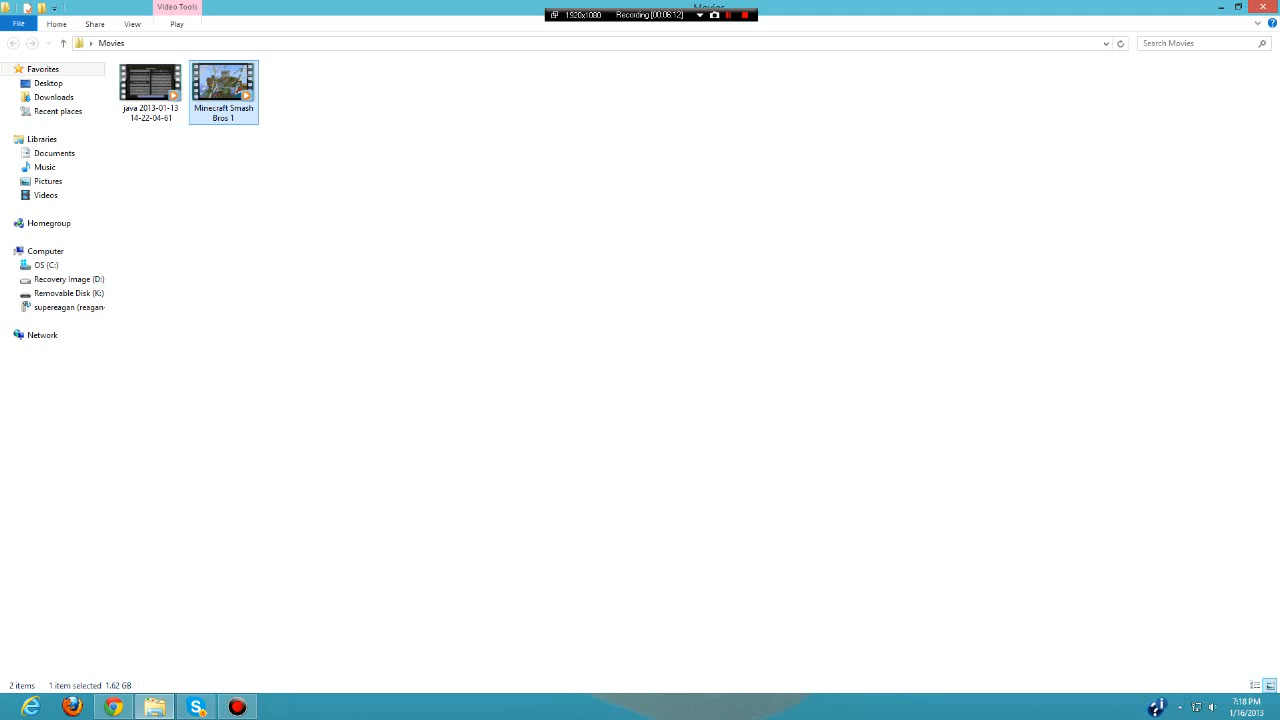 Video Tools
Movies
1920x1080 Recording [00:06:12]
File Home Share View Play
Movies
Search Movies
Favorites
Desktop
Downloads
Recent places
Libraries
Documents
Music
Pictures
Videos
Homegroup
Computer
OS (C:)
Recovery Image (D:)
Removable Disk (K:)
supereagan (reagan-
Network
java 2013-01-13
14-22-04-61
Minecraft Smash
Bros 1
2 items 1 item selected 1.62 GB
7:18 PM
1/16/2013